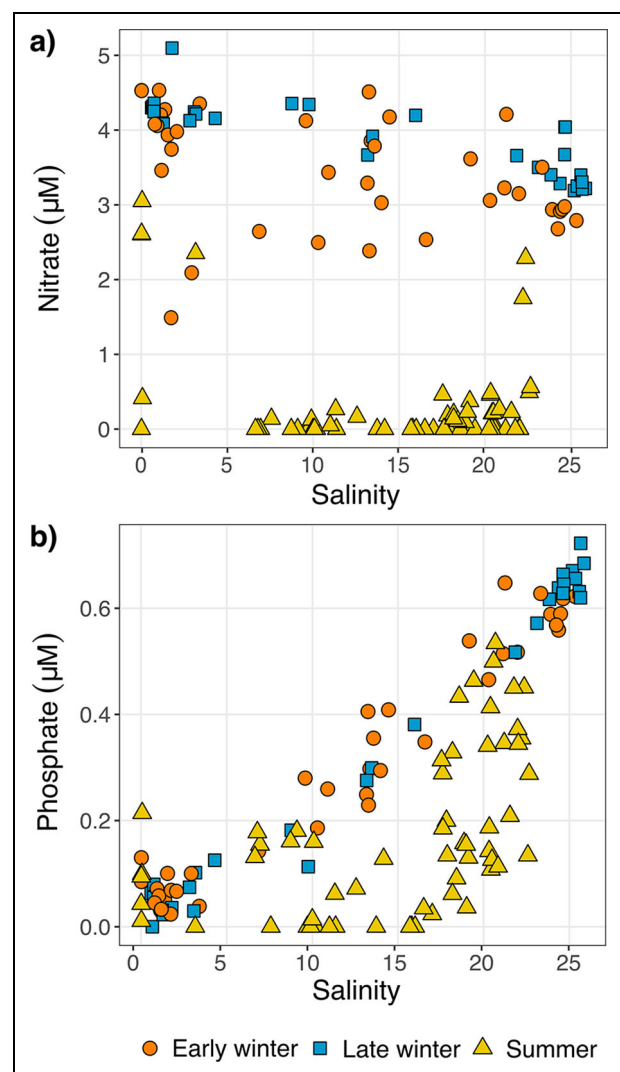 a)
5
4
3
2
1
0
Nitrate (µM)
0 5 10 15 20 25
Salinity
b)
0.6
0.4
0.2
0.0
Phosphate (µM)
0 5 10 15 20 25
Salinity
Early winter Late winter Summer